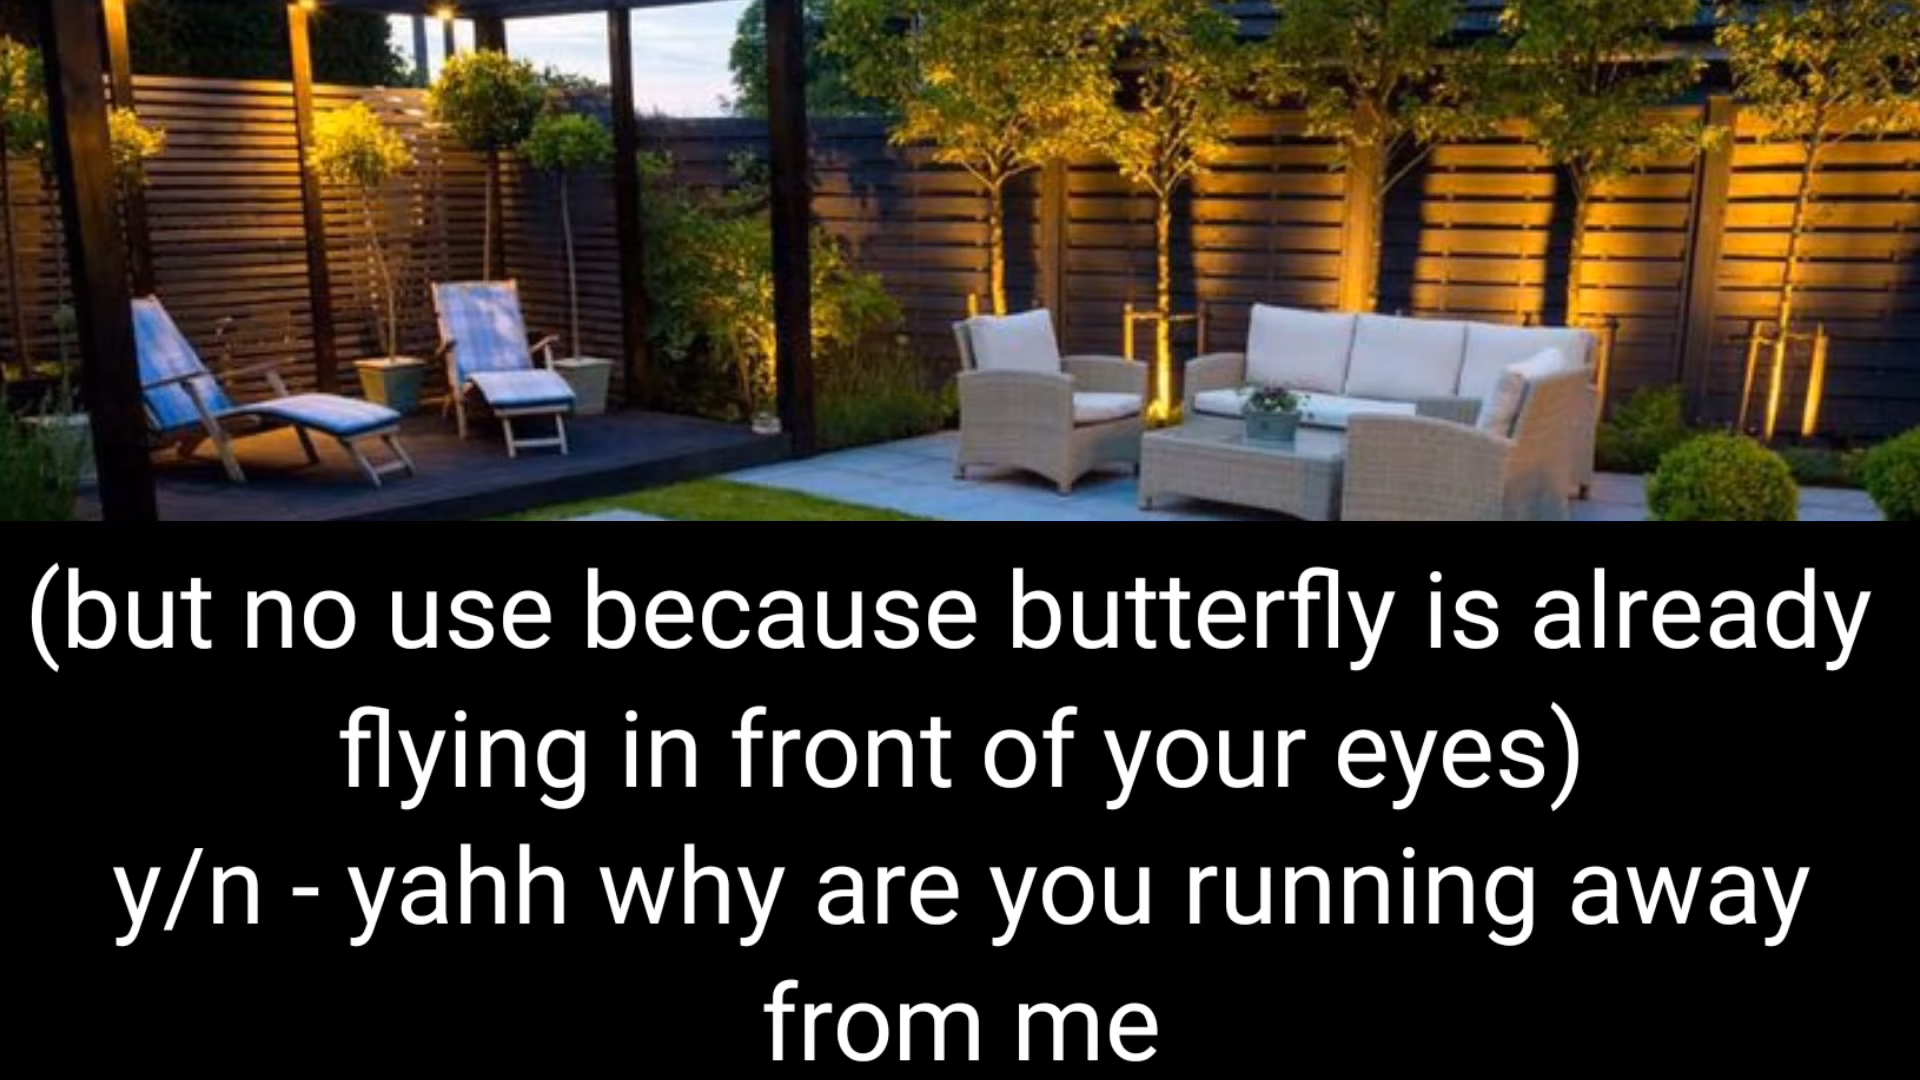 (but no use because butterfly is already
flying in front of your eyes)
y/n - yahh why are you running away
from me